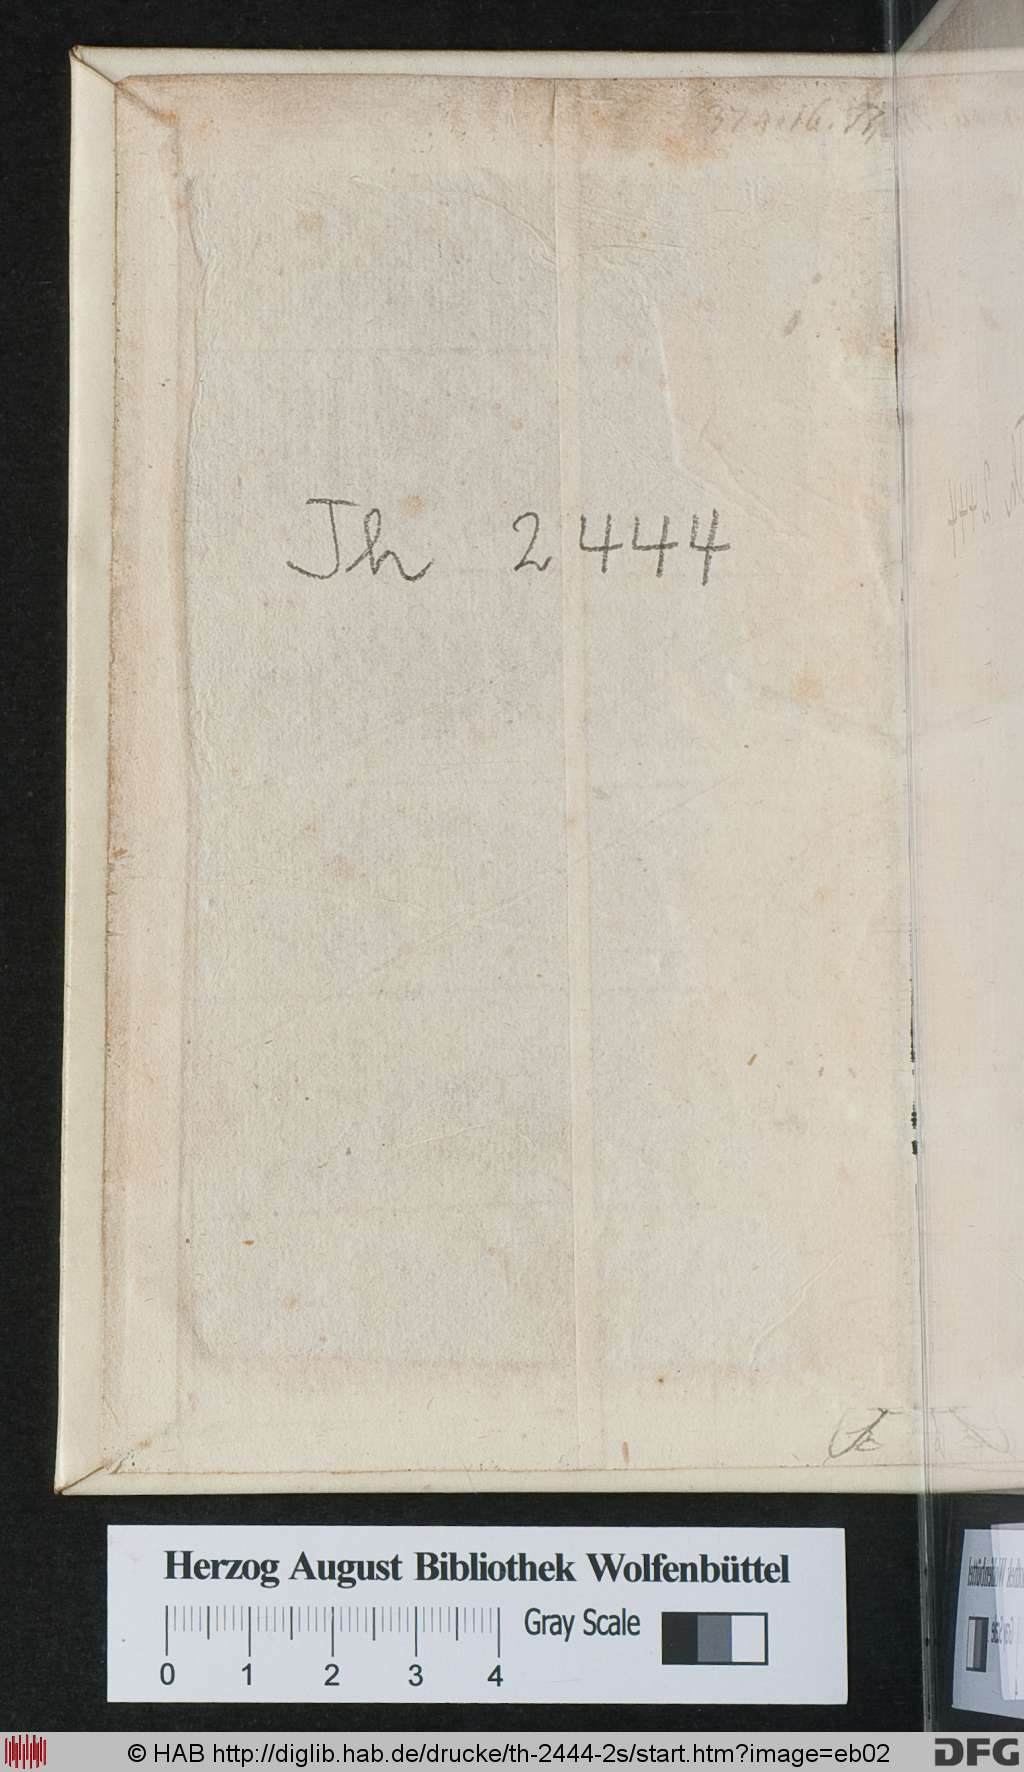 Th 2444
Herzog August Bibliothek Wolfenbüttel
Gray Scale
0 1 2 3 4
© HAB http://diglib.hab.de/drucke/th-2444-2s/start.htm?image=eb02
DFG